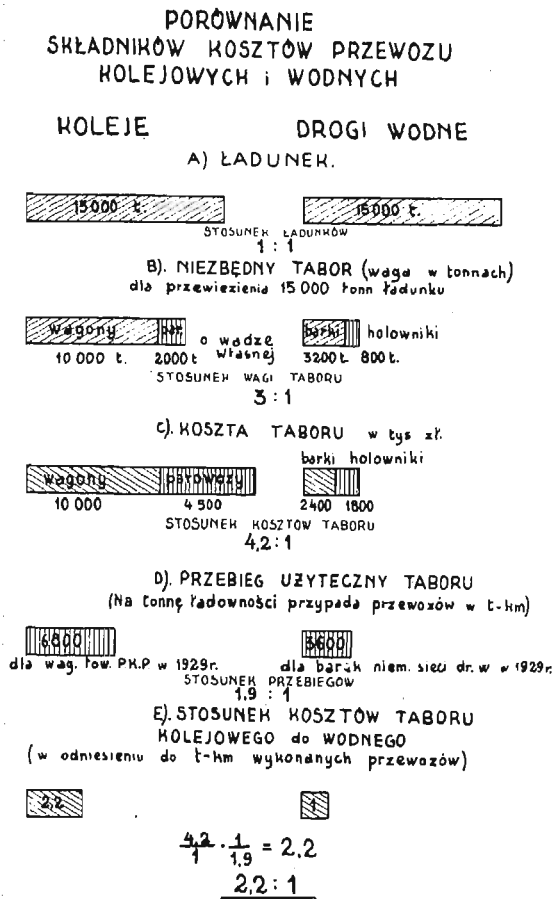 PORÓWNANIE
SKŁADNIKÓW KOSZTÓW PRZEWOZU
KOLEJOWYCH i WODNYCH
KOLEJE DROGI WODNE
A) ŁADUNEK.
15000 t. 15000 t.
STOSUNEK ŁADUNKÓW
1 : 1
B). NIEZBĘDNY TABOR (waga w tonnach)
dla przewiezienia 15000 tonn ładunku
wagony par. o wadze własnej barki holowniki
10 000 t. 2000 t 3200 t. 800 t.
STOSUNEK WAGI TABORU
3 : 1
C). KOSZTA TABORU w tys zł.
barki holowniki
wagony parowozy
10 000 4 500 2400 1800
STOSUNEK KOSZTÓW TABORU
4,2 : 1
D). PRZEBIEG UŻYTECZNY TABORU
(Na tonnę ładowności przypada przewozów w t-km)
6800 3600
dla wag. tow. P.K.P w 1929 r. dla barek niem. sieci dr. w w 1929 r.
STOSUNEK PRZEBIEGÓW
1,9 : 1
E). STOSUNEK KOSZTÓW TABORU
KOLEJOWEGO do WODNEGO
(w odniesieniu do t-km wykonanych przewozów)
2,2 1
4,2/1 · 1/1,9 = 2,2
2,2 : 1